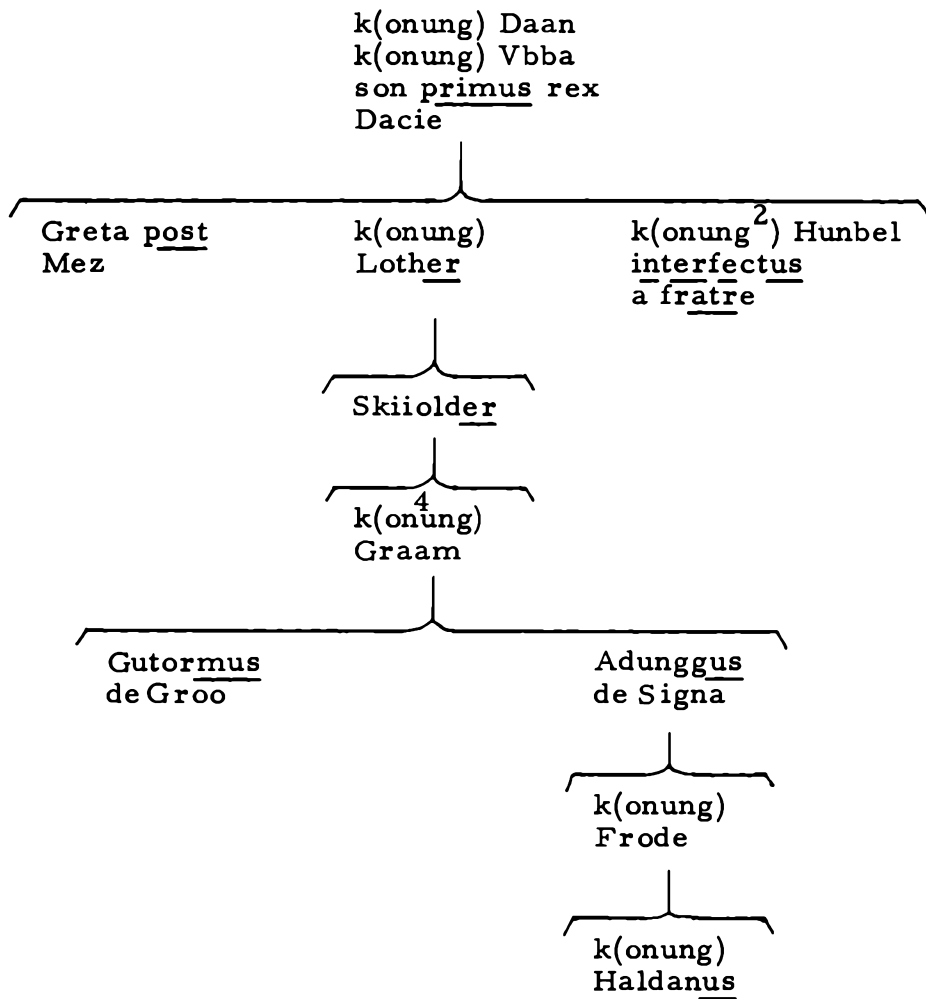 k(onung) Daan
k(onung) Vbba
son primus rex
Dacie
Greta post
Mez
k(onung)
Lother
k(onung²) Hunbel
interfectus
a fratre
Skiiolder
4
k(onung)
Graam
Gutormus
de Groo
Adunggus
de Signa
k(onung)
Frode
k(onung)
Haldanus